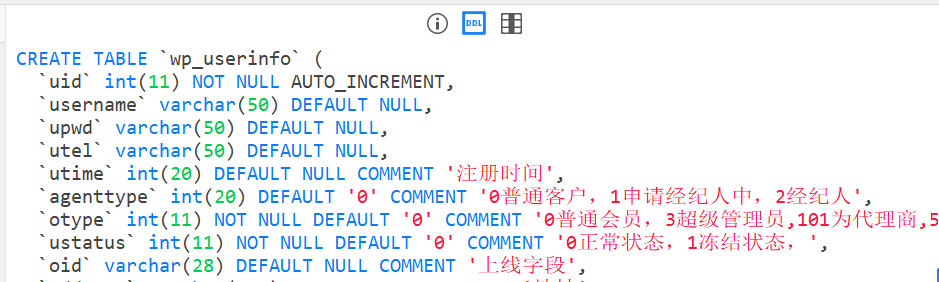 DDL
CREATE TABLE `wp_userinfo` (
`uid` int(11) NOT NULL AUTO_INCREMENT,
`username` varchar(50) DEFAULT NULL,
`upwd` varchar(50) DEFAULT NULL,
`utel` varchar(50) DEFAULT NULL,
`utime` int(20) DEFAULT NULL COMMENT '注册时间',
`agenttype` int(20) DEFAULT '0' COMMENT '0普通客户，1申请经纪人中，2经纪人',
`otype` int(11) NOT NULL DEFAULT '0' COMMENT '0普通会员，3超级管理员,101为代理商,5
`ustatus` int(11) NOT NULL DEFAULT '0' COMMENT '0正常状态，1冻结状态，',
`oid` varchar(28) DEFAULT NULL COMMENT '上线字段',